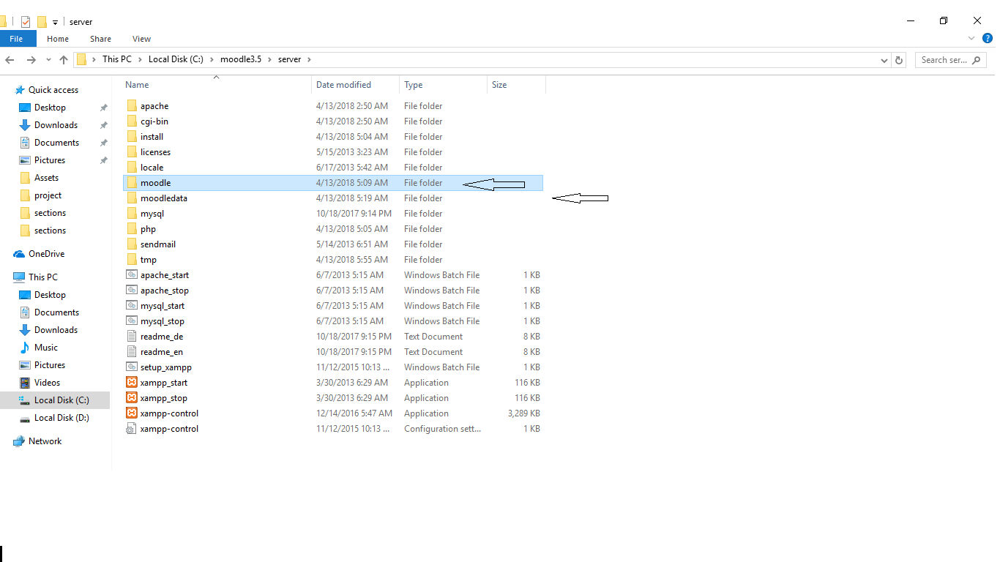 server
File Home Share View
This PC Local Disk (C:) moodle3.5 server Search ser...
Name Date modified Type Size
Quick access
Desktop
Downloads
Documents
Pictures
Assets
project
sections
sections
OneDrive
This PC
Desktop
Documents
Downloads
Music
Pictures
Videos
Local Disk (C:)
Local Disk (D:)
Network
apache 4/13/2018 2:50 AM File folder
cgi-bin 4/13/2018 2:50 AM File folder
install 4/13/2018 5:04 AM File folder
licenses 5/15/2013 3:23 AM File folder
locale 6/17/2013 5:42 AM File folder
moodle 4/13/2018 5:09 AM File folder
moodledata 4/13/2018 5:19 AM File folder
mysql 10/18/2017 9:14 PM File folder
php 4/13/2018 5:05 AM File folder
sendmail 5/14/2013 6:51 AM File folder
tmp 4/13/2018 5:55 AM File folder
apache_start 6/7/2013 5:15 AM Windows Batch File 1 KB
apache_stop 6/7/2013 5:15 AM Windows Batch File 1 KB
mysql_start 6/7/2013 5:15 AM Windows Batch File 1 KB
mysql_stop 6/7/2013 5:15 AM Windows Batch File 1 KB
readme_de 10/18/2017 9:15 PM Text Document 8 KB
readme_en 10/18/2017 9:15 PM Text Document 8 KB
setup_xampp 11/12/2015 10:13 ... Windows Batch File 1 KB
xampp_start 3/30/2013 6:29 AM Application 116 KB
xampp_stop 3/30/2013 6:29 AM Application 116 KB
xampp-control 12/14/2016 5:47 AM Application 3,289 KB
xampp-control 11/12/2015 10:13 ... Configuration sett... 1 KB